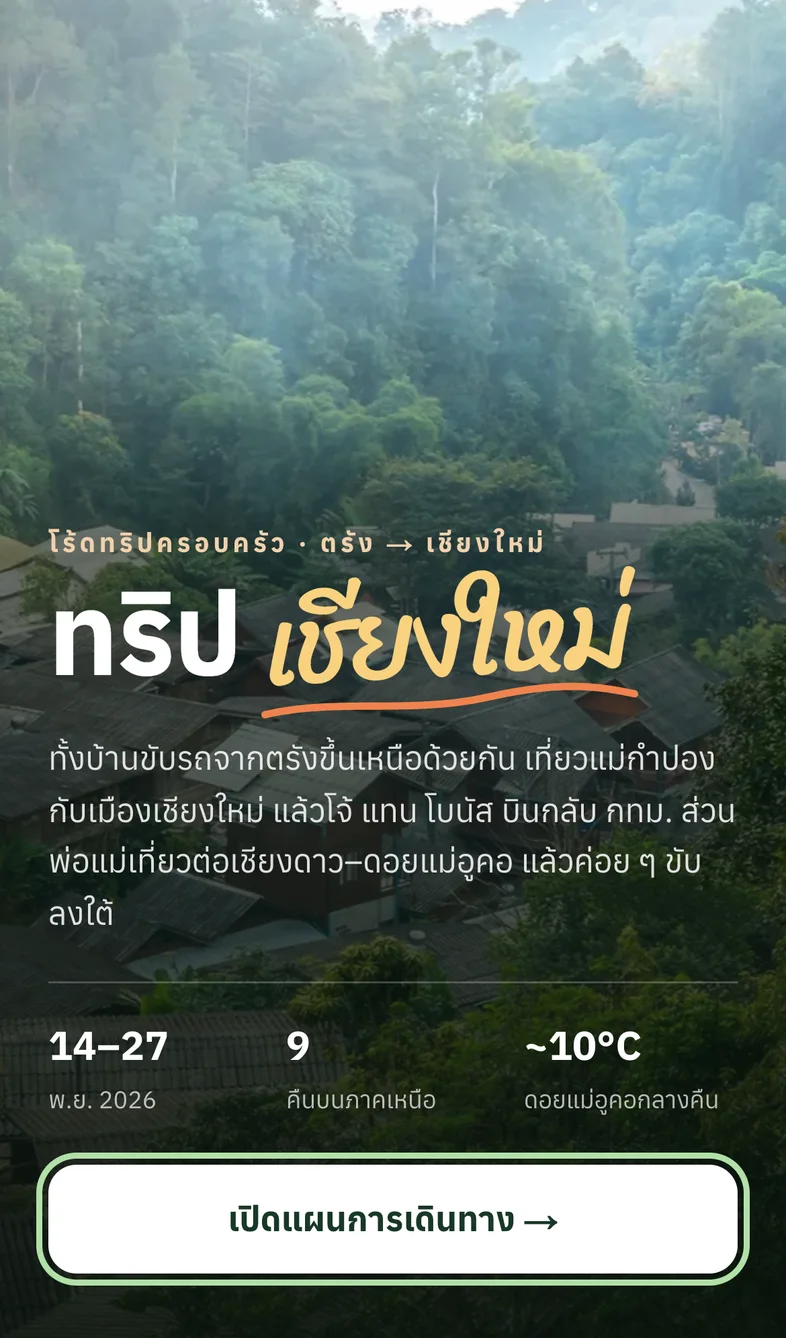 โร้ดทริปครอบครัว · ตรัง → เชียงใหม่
ทริป เชียงใหม่
ทั้งบ้านขับรถจากตรังขึ้นเหนือด้วยกัน เที่ยวแม่กำปอง
กับเมืองเชียงใหม่ แล้วโจ้ แทน โบนัส บินกลับ กทม. ส่วน
พ่อแม่เที่ยวต่อเชียงดาว–ดอยแม่อูคอ แล้วค่อย ๆ ขับ
ลงใต้
14–27 9 ~10°C
พ.ย. 2026 คืนบนภาคเหนือ ดอยแม่อูคอกลางคืน
เปิดแผนการเดินทาง →